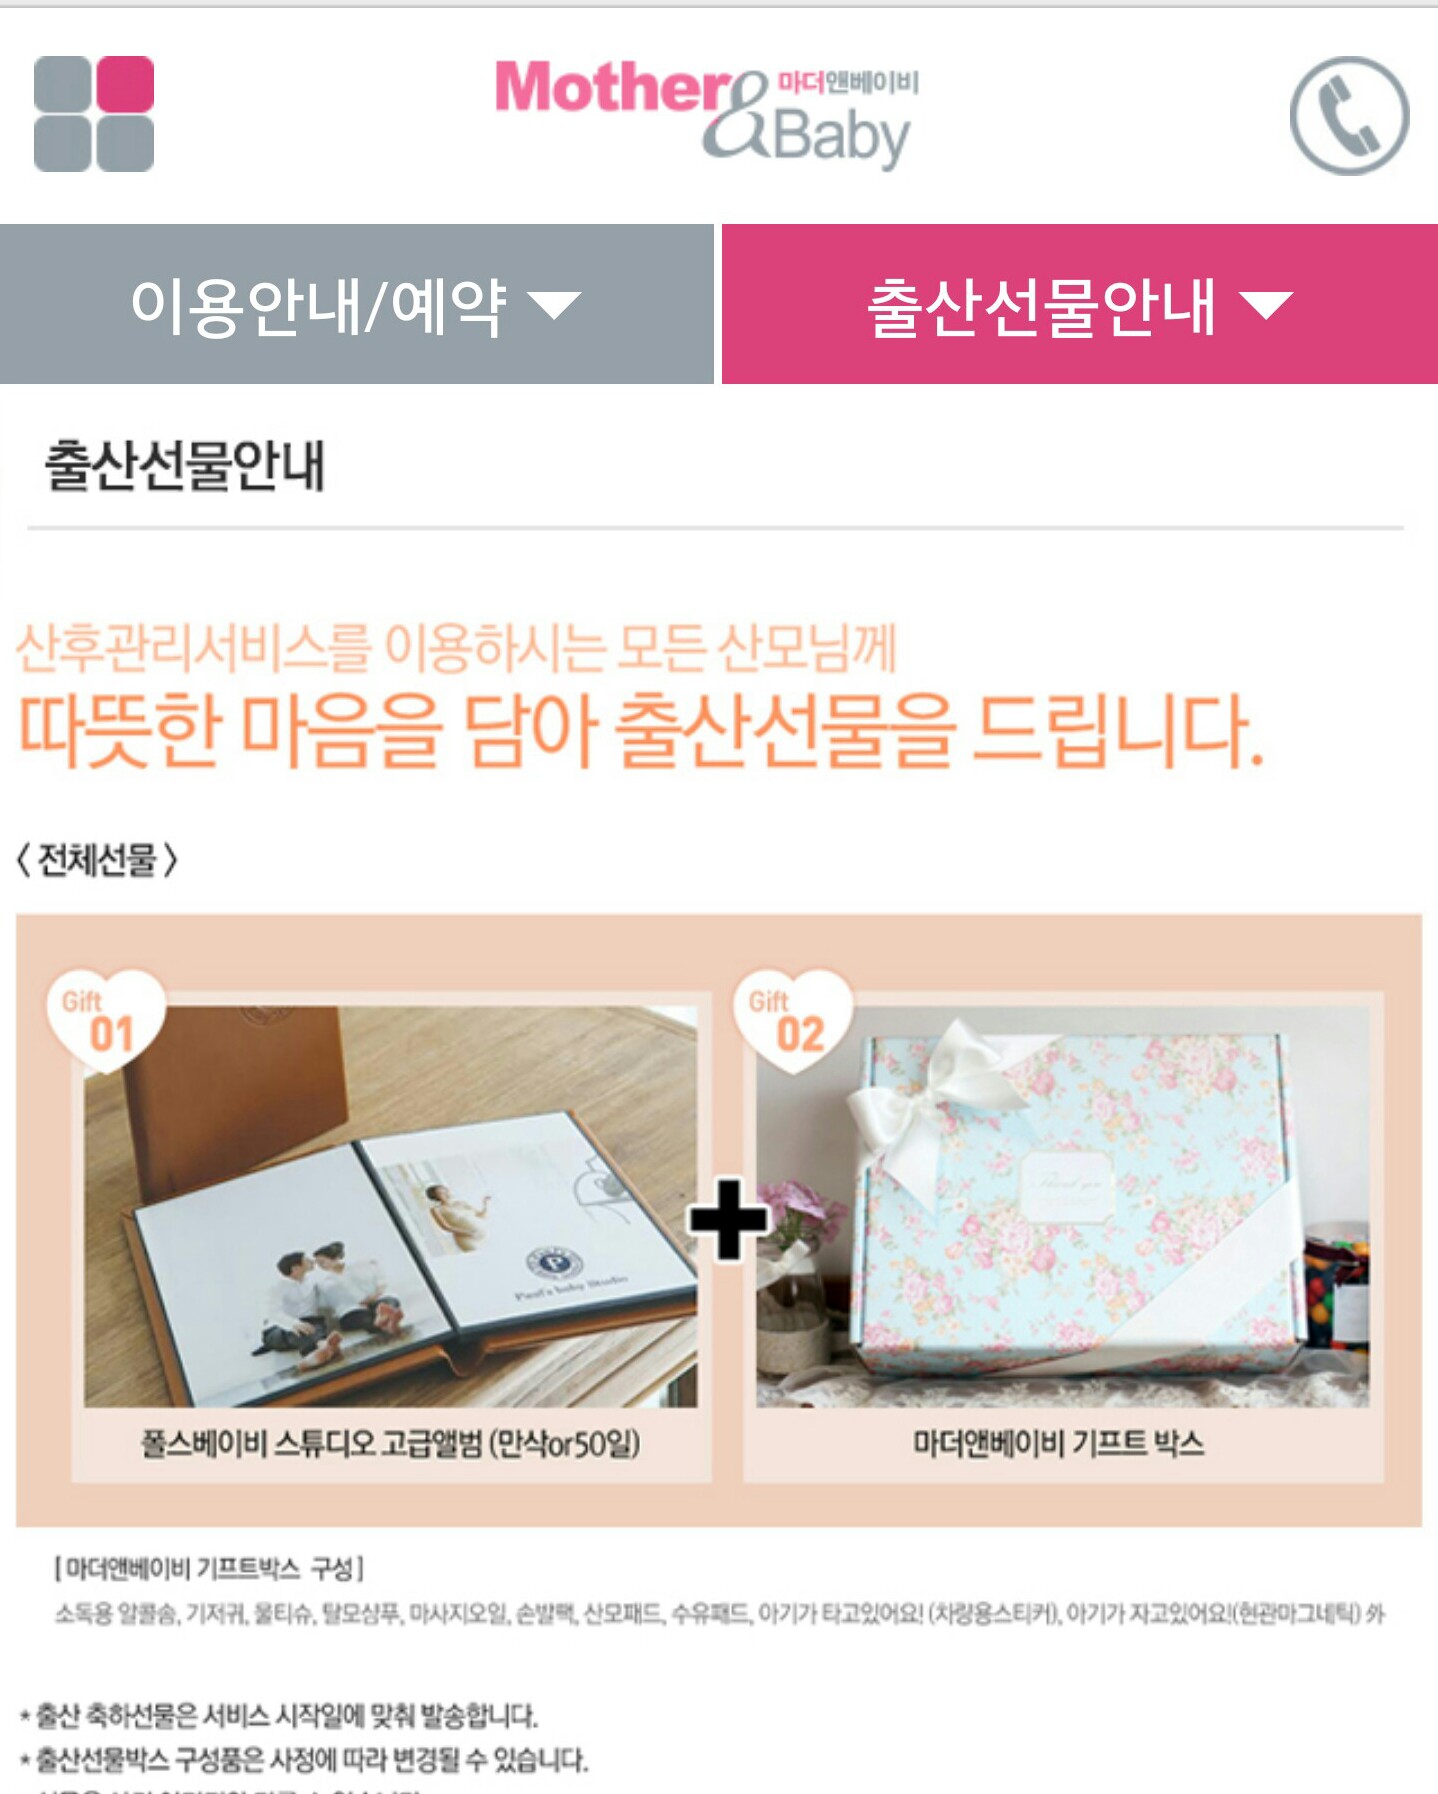 Mother & Baby 마더앤베이비
이용안내/예약
출산선물안내
출산선물안내
산후관리서비스를 이용하시는 모든 산모님께
따뜻한 마음을 담아 출산선물을 드립니다.
〈 전체선물 〉
Gift 01
Gift 02
P
Paul's baby Studio
Thank you
폴스베이비 스튜디오 고급앨범 (만삭or50일)
마더앤베이비 기프트 박스
[ 마더앤베이비 기프트박스 구성 ]
소독용 알콜솜, 기저귀, 물티슈, 탈모샴푸, 마사지오일, 손발팩, 산모패드, 수유패드, 아기가 타고있어요! (차량용스티커), 아기가 자고있어요!(현관마그네틱) 外
* 출산 축하선물은 서비스 시작일에 맞춰 발송합니다.
* 출산선물박스 구성품은 사정에 따라 변경될 수 있습니다.